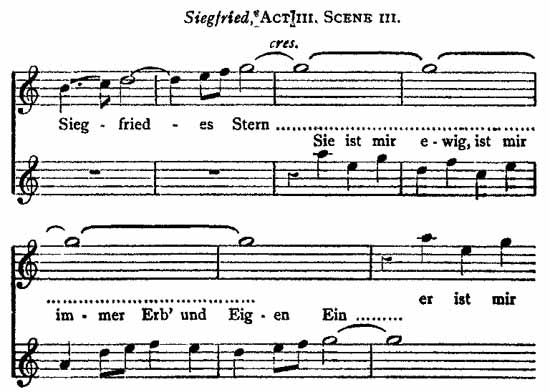 Siegfried, ACT III. SCENE III.
cres.
Sieg - fried - es Stern ........................................
Sie ist mir e - wig, ist mir
................................
er ist mir
im - mer Erb' und Eig - en Ein .........